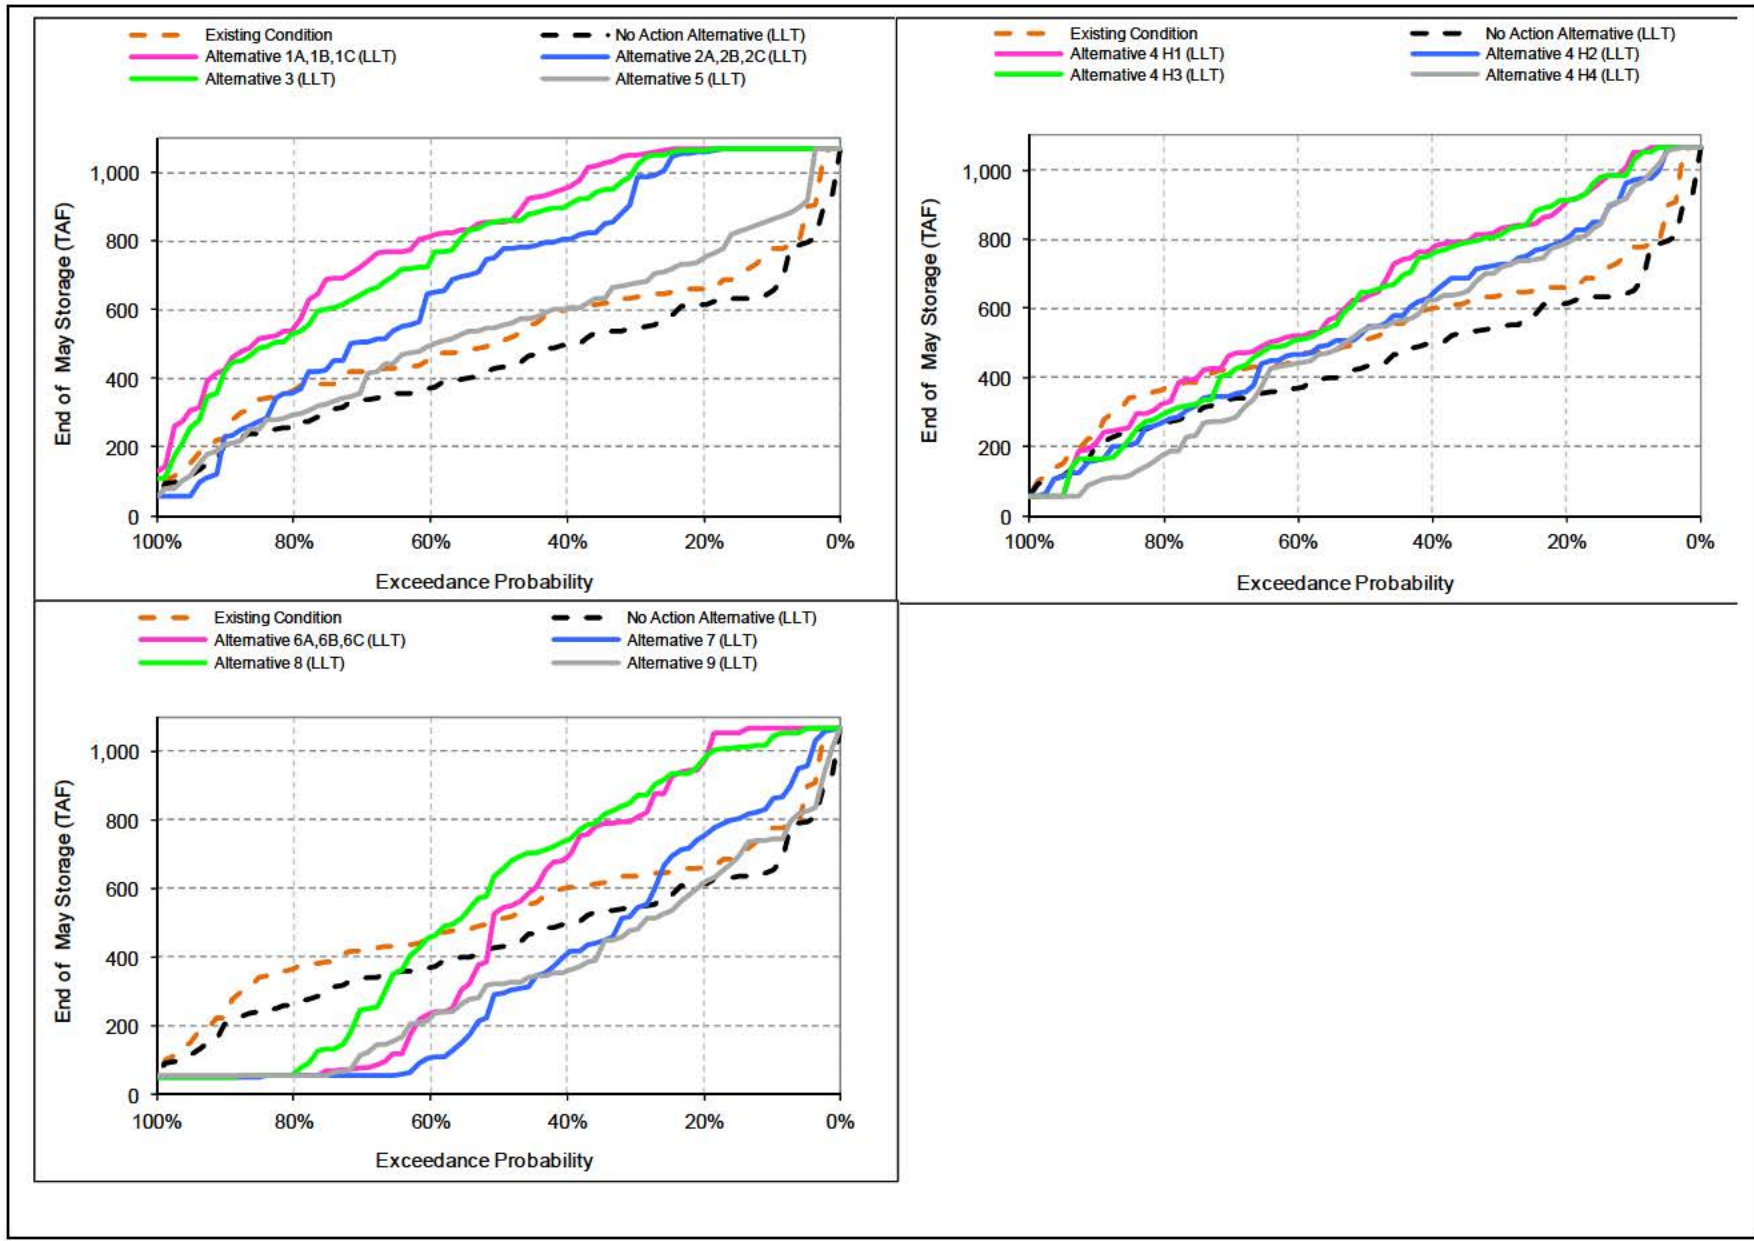 Existing Condition No Action Alternative (LLT)
Alternative 1A,1B,1C (LLT) Alternative 2A,2B,2C (LLT)
Alternative 3 (LLT) Alternative 5 (LLT)
End of May Storage (TAF)
1,000
800
600
400
200
0
100% 80% 60% 40% 20% 0%
Exceedance Probability
Existing Condition No Action Alternative (LLT)
Alternative 4 H1 (LLT) Alternative 4 H2 (LLT)
Alternative 4 H3 (LLT) Alternative 4 H4 (LLT)
End of May Storage (TAF)
1,000
800
600
400
200
0
100% 80% 60% 40% 20% 0%
Exceedance Probability
Existing Condition No Action Alternative (LLT)
Alternative 6A,6B,6C (LLT) Alternative 7 (LLT)
Alternative 8 (LLT) Alternative 9 (LLT)
End of May Storage (TAF)
1,000
800
600
400
200
0
100% 80% 60% 40% 20% 0%
Exceedance Probability